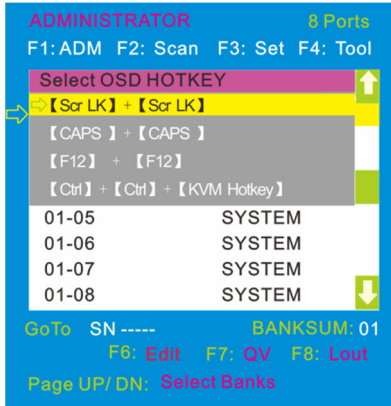 ADMINISTRATOR 8 Ports
F1: ADM F2: Scan F3: Set F4: Tool
Select OSD HOTKEY
【Scr LK】+【Scr LK】
【CAPS 】+【CAPS 】
【F12】 + 【F12】
【Ctrl】+【Ctrl】+【KVM Hotkey】
01-05 SYSTEM
01-06 SYSTEM
01-07 SYSTEM
01-08 SYSTEM
GoTo SN ----- BANKSUM: 01
F6: Edit F7: QV F8: Lout
Page UP/ DN: Select Banks